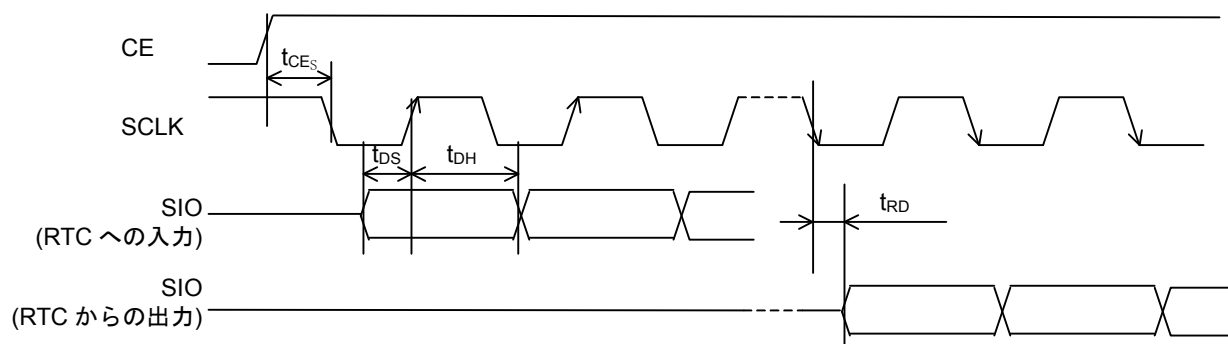 CE
tCES
SCLK
tDS
tDH
SIO
(RTC への入力)
tRD
SIO
(RTC からの出力)